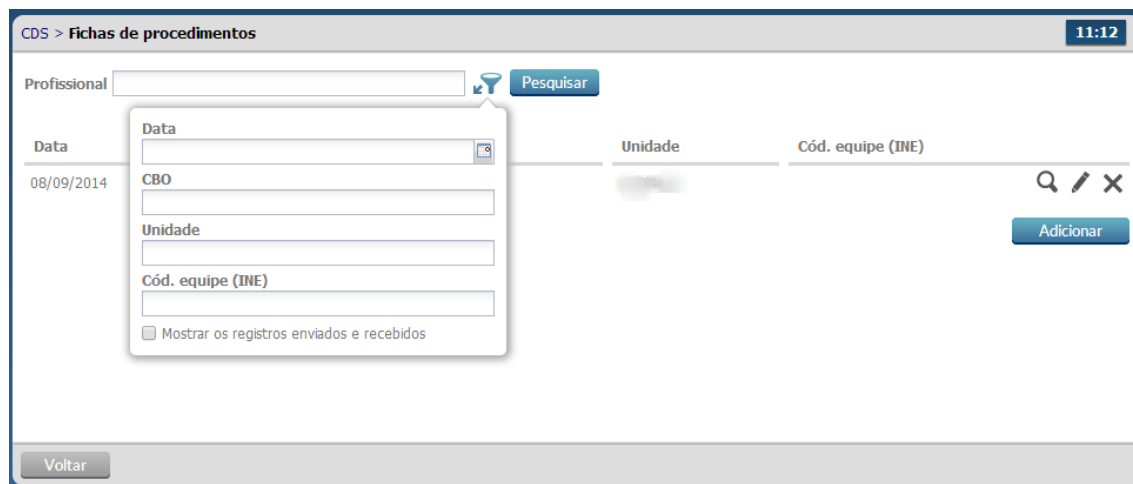 CDS > Fichas de procedimentos 11:12
Profissional Pesquisar
Data Unidade Cód. equipe (INE)
08/09/2014
Adicionar
Data
CBO
Unidade
Cód. equipe (INE)
Mostrar os registros enviados e recebidos
Voltar